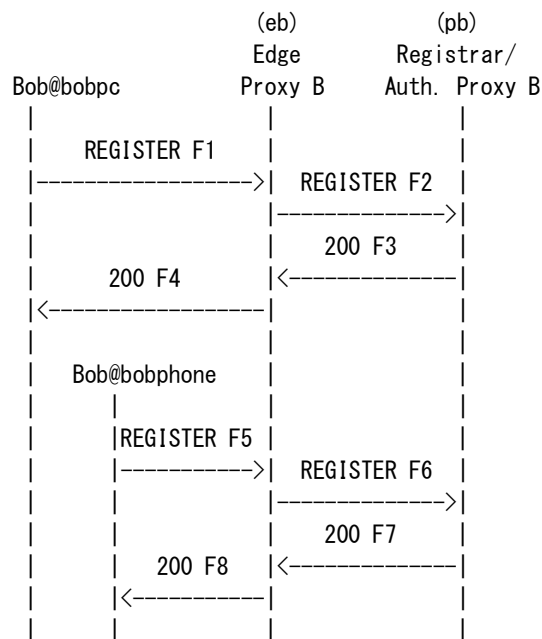 (eb) (pb)
Edge Registrar/
Bob@bobpc Proxy B Auth. Proxy B
REGISTER F1
REGISTER F2
200 F3
200 F4
Bob@bobphone
REGISTER F5
REGISTER F6
200 F7
200 F8